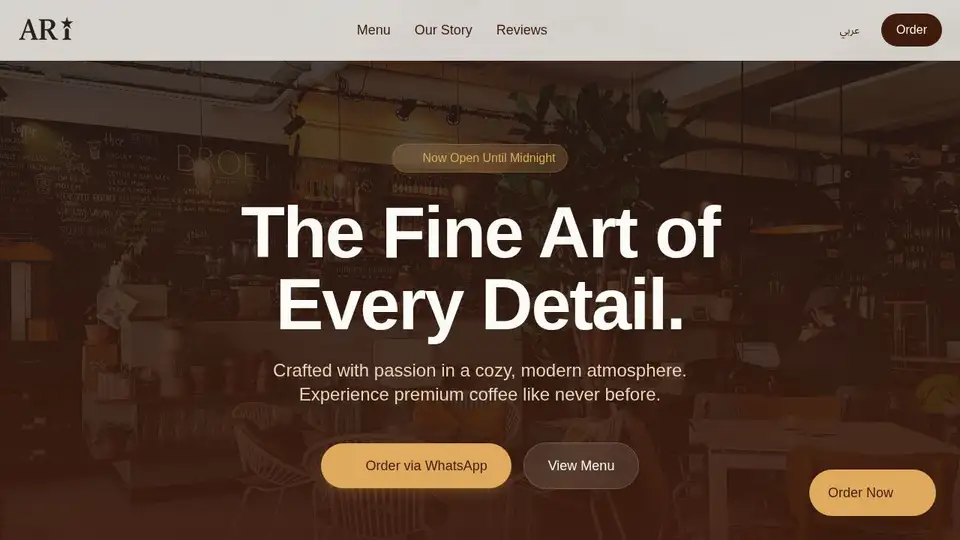 ARi
Menu
Our Story
Reviews
عربي
Order
BROEI
Now Open Until Midnight
The Fine Art of
Every Detail.
Crafted with passion in a cozy, modern atmosphere.
Experience premium coffee like never before.
Order via WhatsApp
View Menu
Order Now